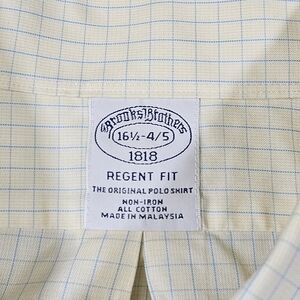 Brooks Brothers
16½-4/5
1818
REGENT FIT
THE ORIGINAL POLO SHIRT
NON-IRON
ALL COTTON
MADE IN MALAYSIA